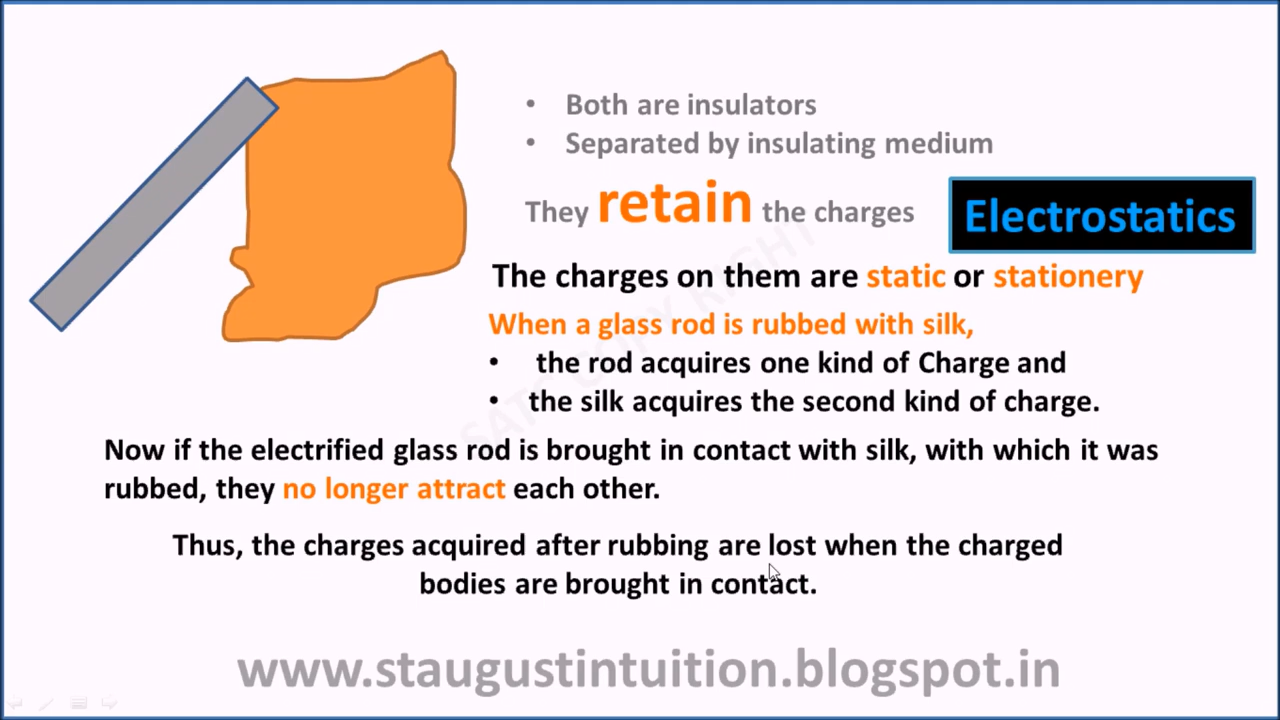 • Both are insulators
• Separated by insulating medium
They retain the charges
Electrostatics
The charges on them are static or stationery
When a glass rod is rubbed with silk,
• the rod acquires one kind of Charge and
• the silk acquires the second kind of charge.
Now if the electrified glass rod is brought in contact with silk, with which it was
rubbed, they no longer attract each other.
Thus, the charges acquired after rubbing are lost when the charged
bodies are brought in contact.
www.staugustintuition.blogspot.in